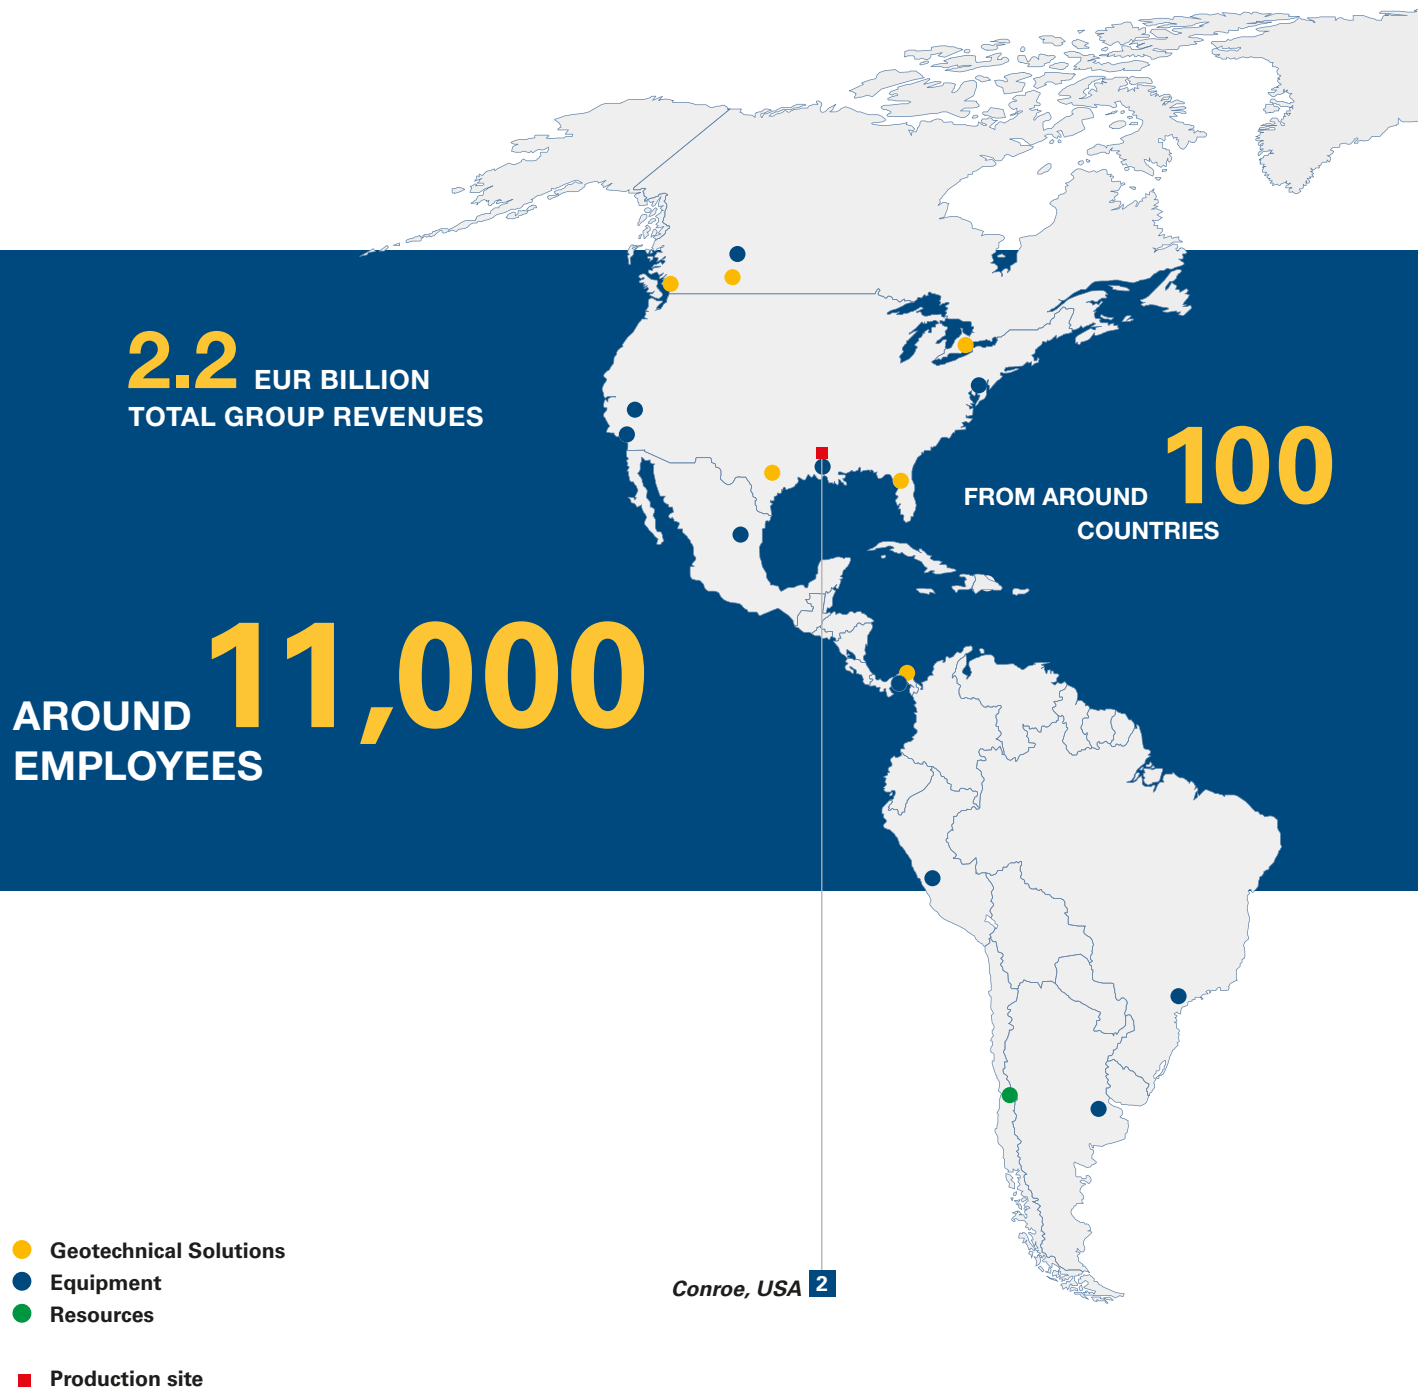 2.2 EUR BILLION
TOTAL GROUP REVENUES
FROM AROUND 100
COUNTRIES
AROUND 11,000
EMPLOYEES
Geotechnical Solutions
Equipment
Resources
Production site
Conroe, USA 2